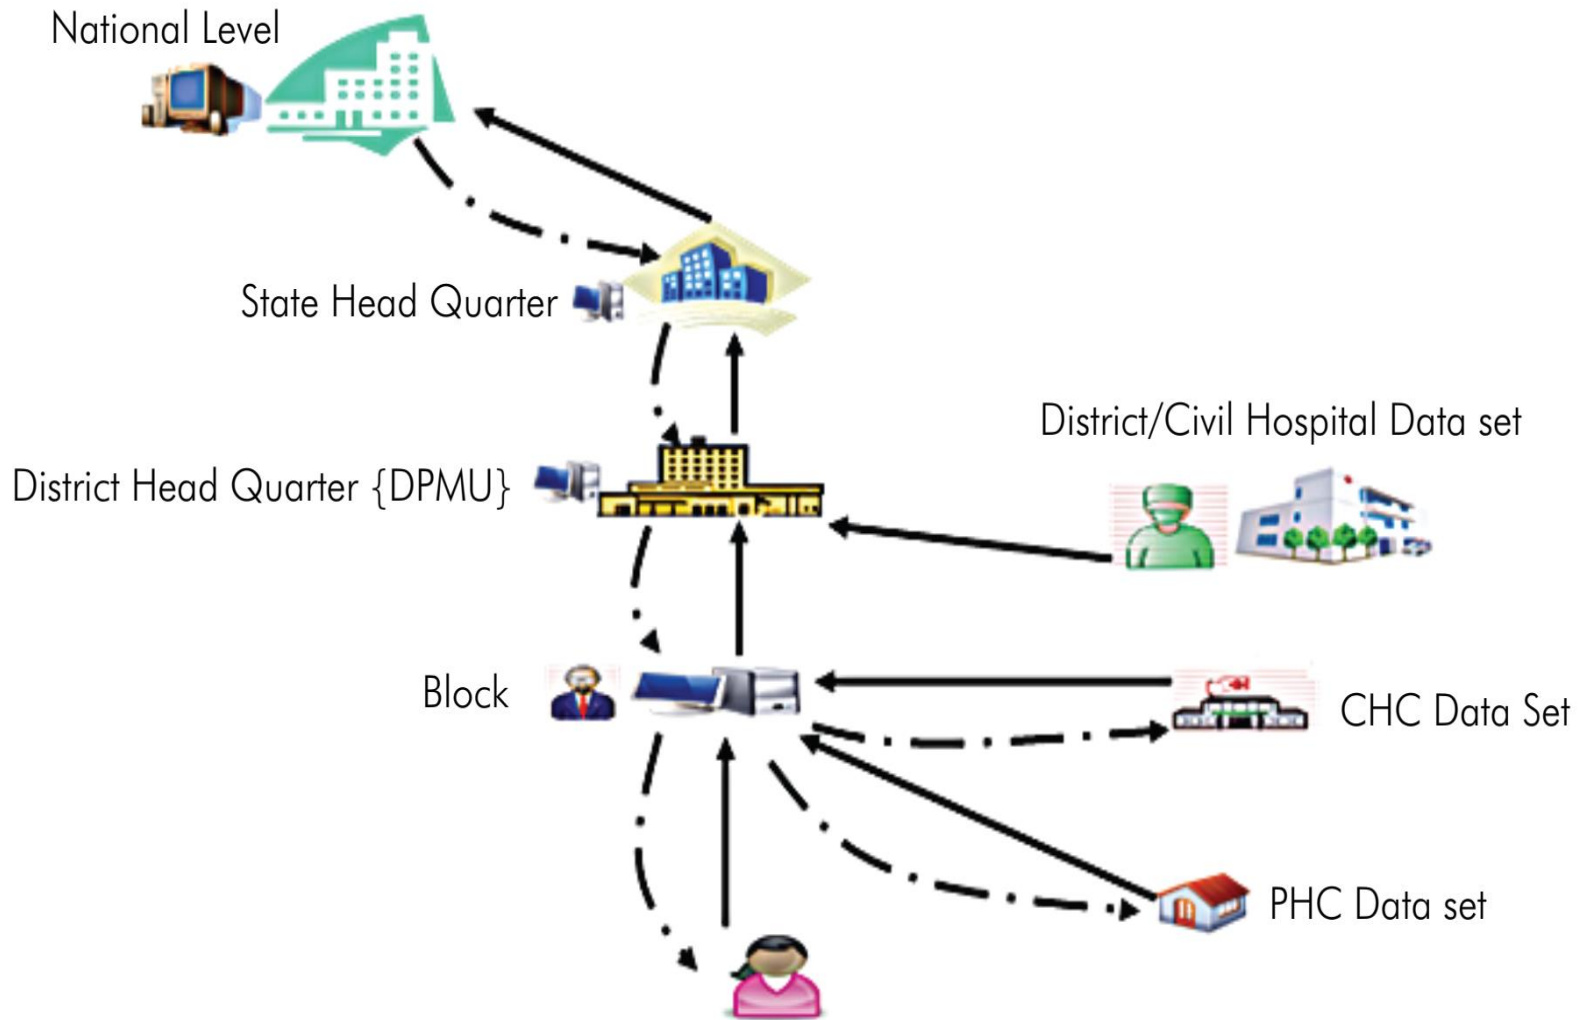 National Level
State Head Quarter
District/Civil Hospital Data set
District Head Quarter {DPMU}
Block
CHC Data Set
PHC Data set